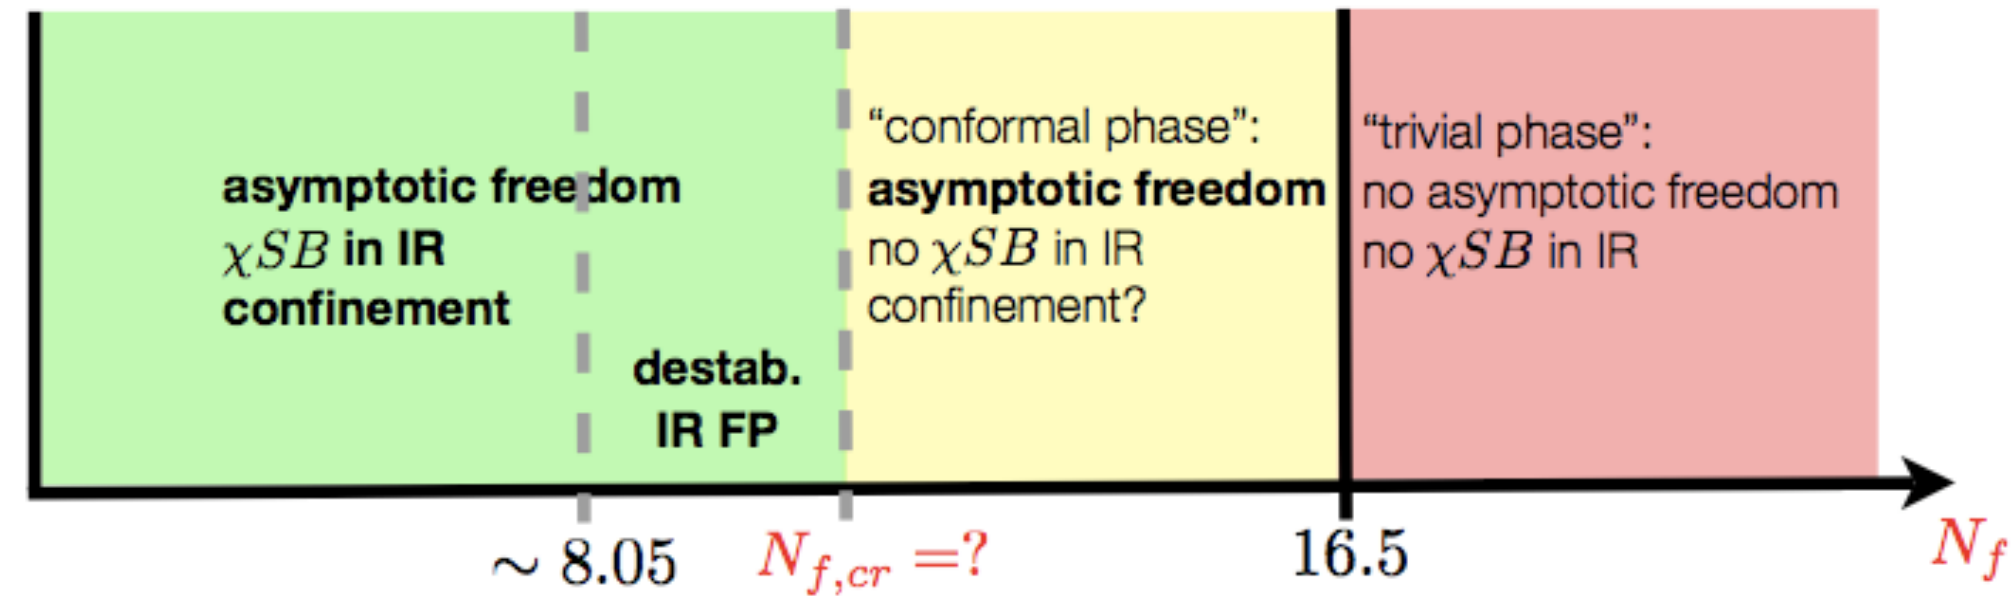 asymptotic freedom
χSB in IR
confinement
destab.
IR FP
“conformal phase”:
asymptotic freedom
no χSB in IR
confinement?
“trivial phase”:
no asymptotic freedom
no χSB in IR
∼ 8.05
N_{f,cr} =?
16.5
N_f